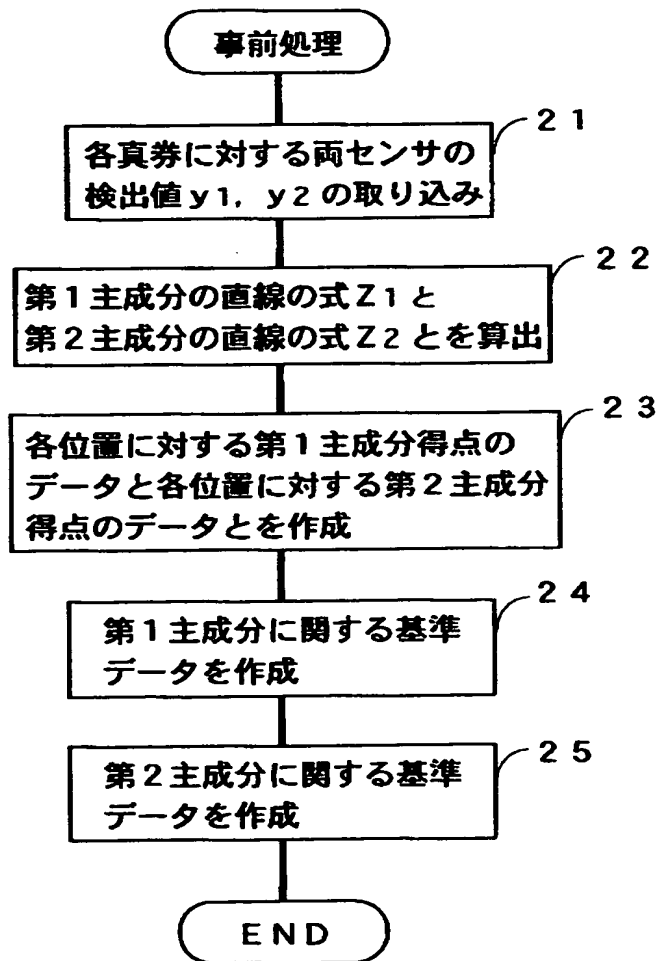 事前処理
21
各真券に対する両センサの
検出値y1，y2の取り込み
22
第1主成分の直線の式Z1と
第2主成分の直線の式Z2とを算出
23
各位置に対する第1主成分得点の
データと各位置に対する第2主成分
得点のデータとを作成
24
第1主成分に関する基準
データを作成
25
第2主成分に関する基準
データを作成
END